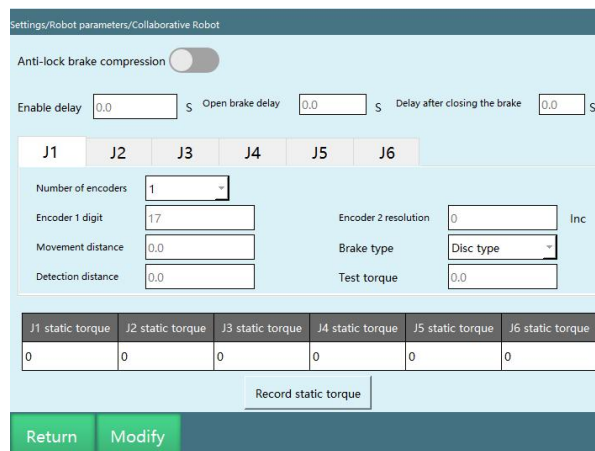 Settings/Robot parameters/Collaborative Robot
Anti-lock brake compression
Enable delay 0.0 S Open brake delay 0.0 S Delay after closing the brake 0.0 S
J1 J2 J3 J4 J5 J6
Number of encoders 1
Encoder 1 digit 17 Encoder 2 resolution 0 Inc
Movement distance 0.0 Brake type Disc type
Detection distance 0.0 Test torque 0.0
J1 static torque J2 static torque J3 static torque J4 static torque J5 static torque J6 static torque
0 0 0 0 0 0
Record static torque
Return Modify